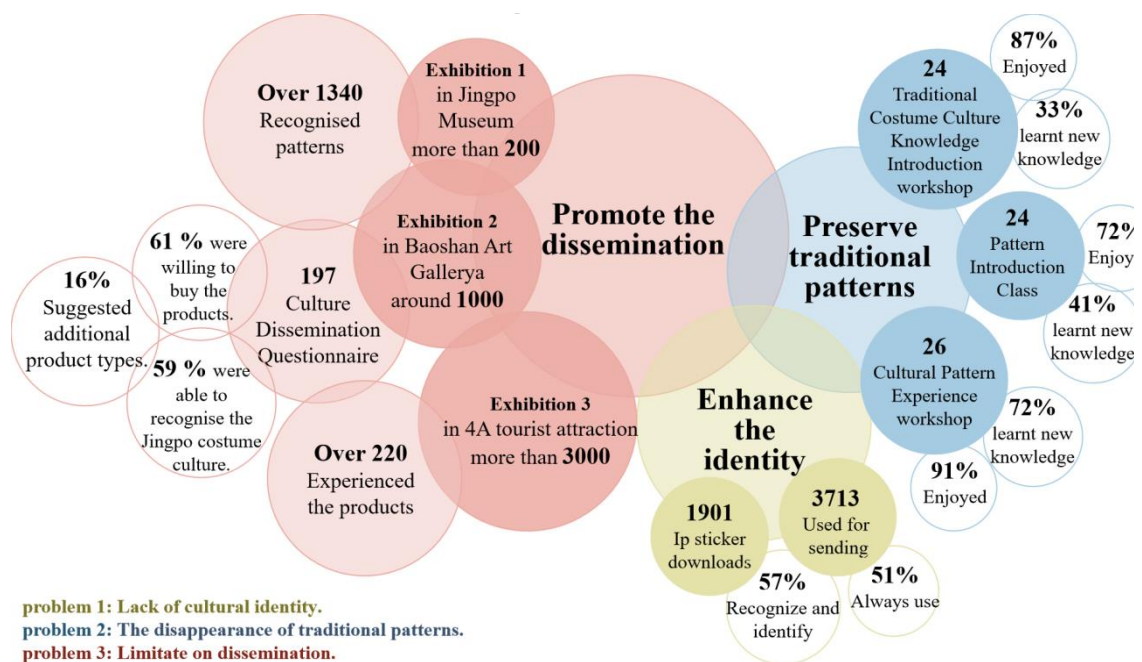 Over 1340
Recognised
patterns
Exhibition 1
in Jingpo
Museum
more than 200
Exhibition 2
in Baoshan Art
Gallerya
around 1000
Exhibition 3
in 4A tourist attraction
more than 3000
Promote the
dissemination
61 % were
willing to
buy the
products.
16%
Suggested
additional
product types.
59 % were
able to
recognise the
Jingpo costume
culture.
197
Culture
Dissemination
Questionnaire
Over 220
Experienced
the products
Preserve
traditional
patterns
24
Traditional
Costume Culture
Knowledge
Introduction
workshop
87%
Enjoyed
33%
learnt new
knowledge
24
Pattern
Introduction
Class
72%
Enjoy
41%
learnt new
knowledge
26
Cultural Pattern
Experience
workshop
72%
learnt new
knowledge
91%
Enjoyed
Enhance
the
identity
1901
Ip sticker
downloads
3713
Used for
sending
57%
Recognize and
identify
51%
Always use
problem 1: Lack of cultural identity.
problem 2: The disappearance of traditional patterns.
problem 3: Limitate on dissemination.